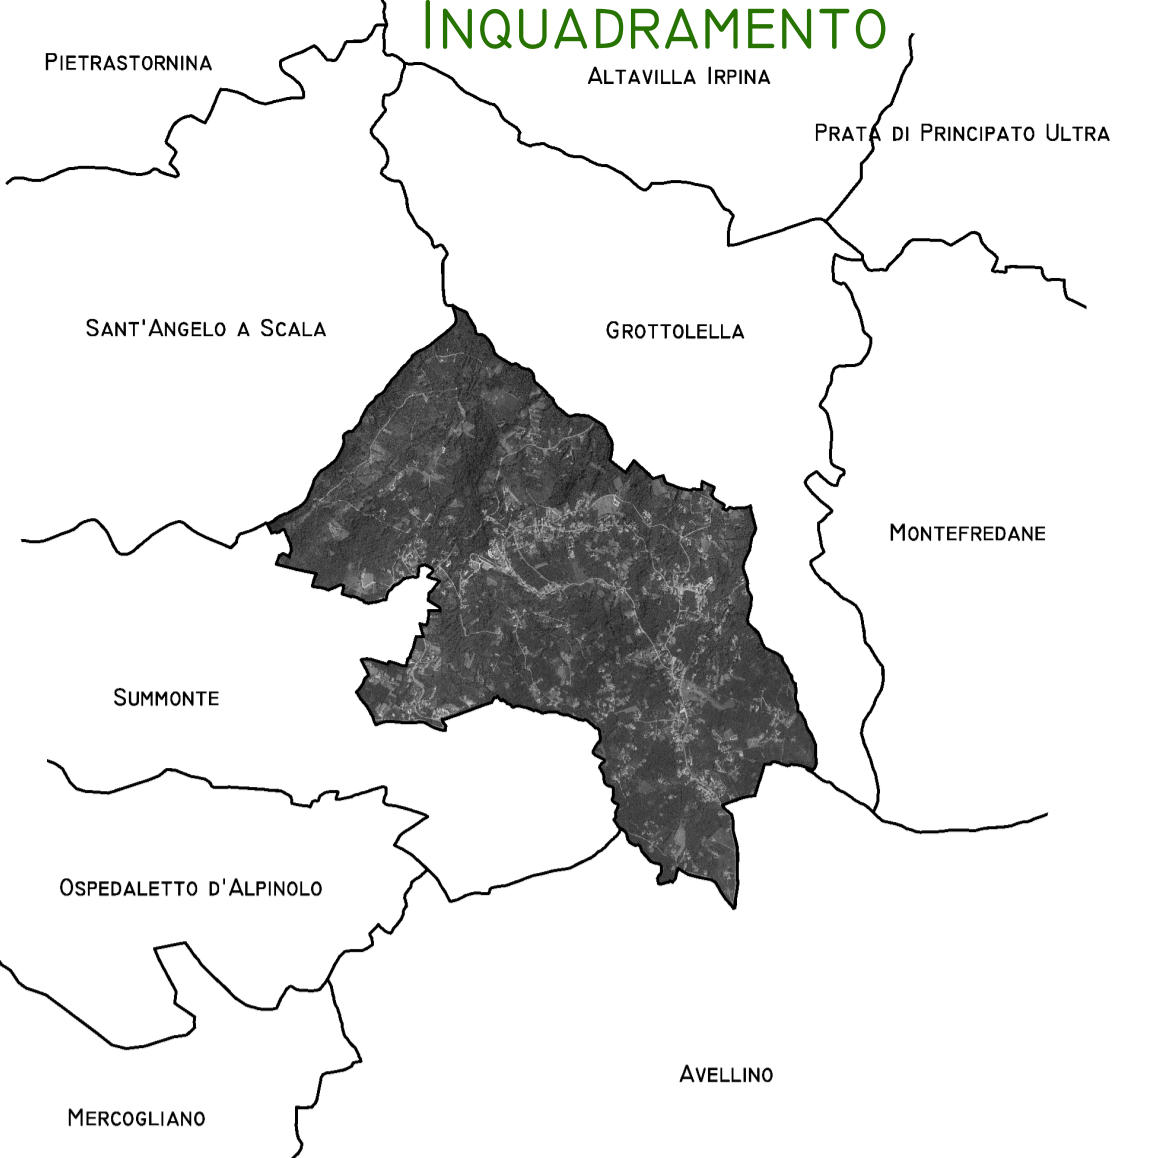 INQUADRAMENTO
PIETRASTORNINA
ALTAVILLA IRPINA
PRATA DI PRINCIPATO ULTRA
SANT'ANGELO A SCALA
GROTTOLELLA
MONTEFREDANE
SUMMONTE
OSPEDALETTO D'ALPINOLO
AVELLINO
MERCOGLIANO